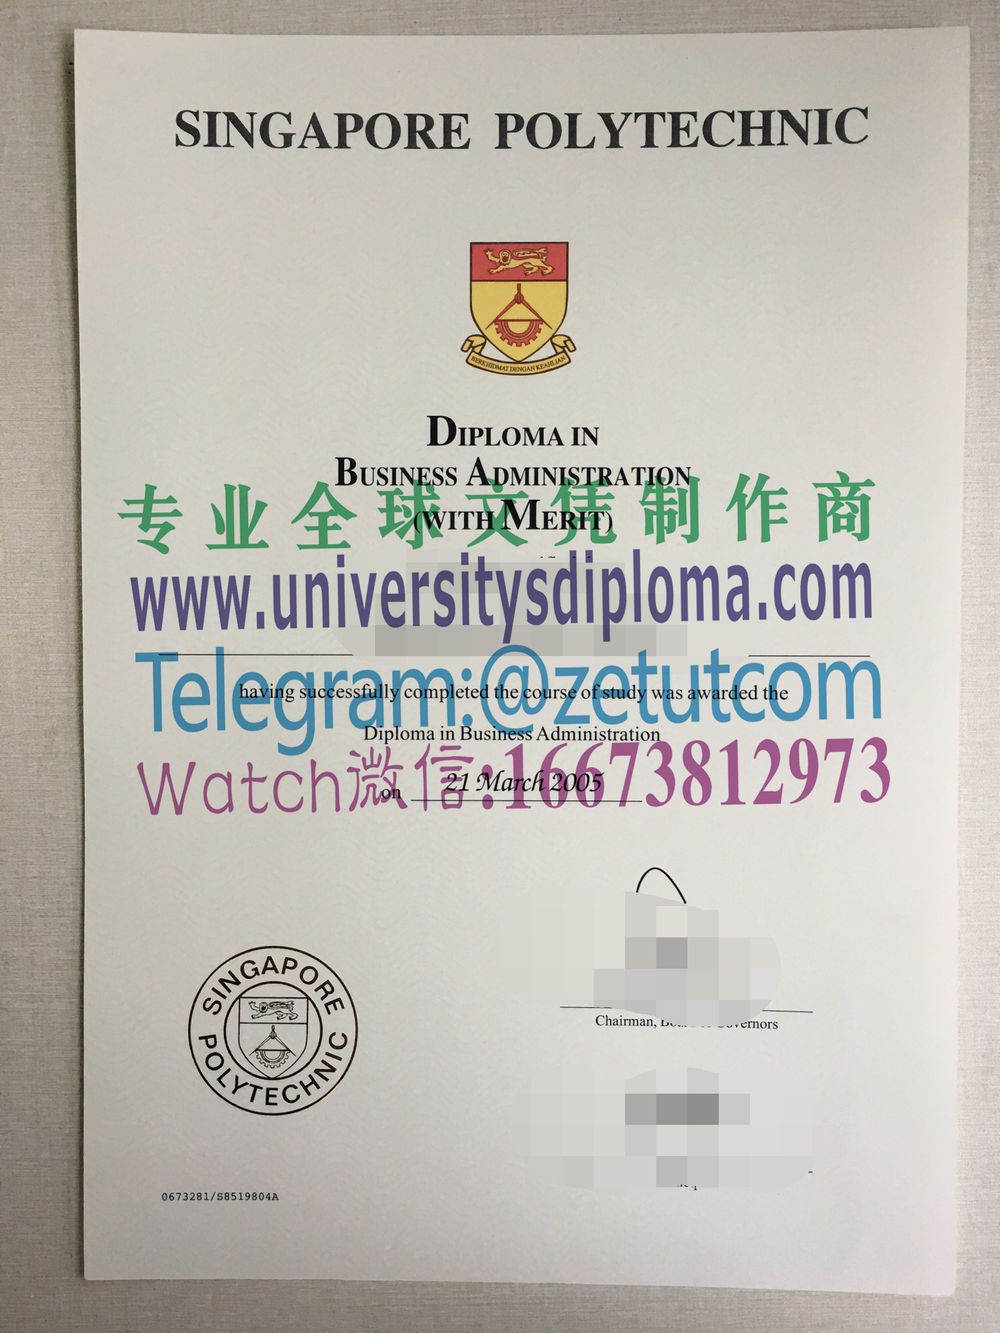 SINGAPORE POLYTECHNIC
BERKHIDMAT DENGAN KEAHLIAN
DIPLOMA IN
BUSINESS ADMINISTRATION
(WITH MERIT)
专业全球文凭制作商
www.universitysdiploma.com
Telegram:@zetutcom
having successfully completed the course of study was awarded the
Diploma in Business Administration
Watch微信:16673812973
on 21 March 2005
Chairman, Governors
SINGAPORE POLYTECHNIC
0673281/S8519804A